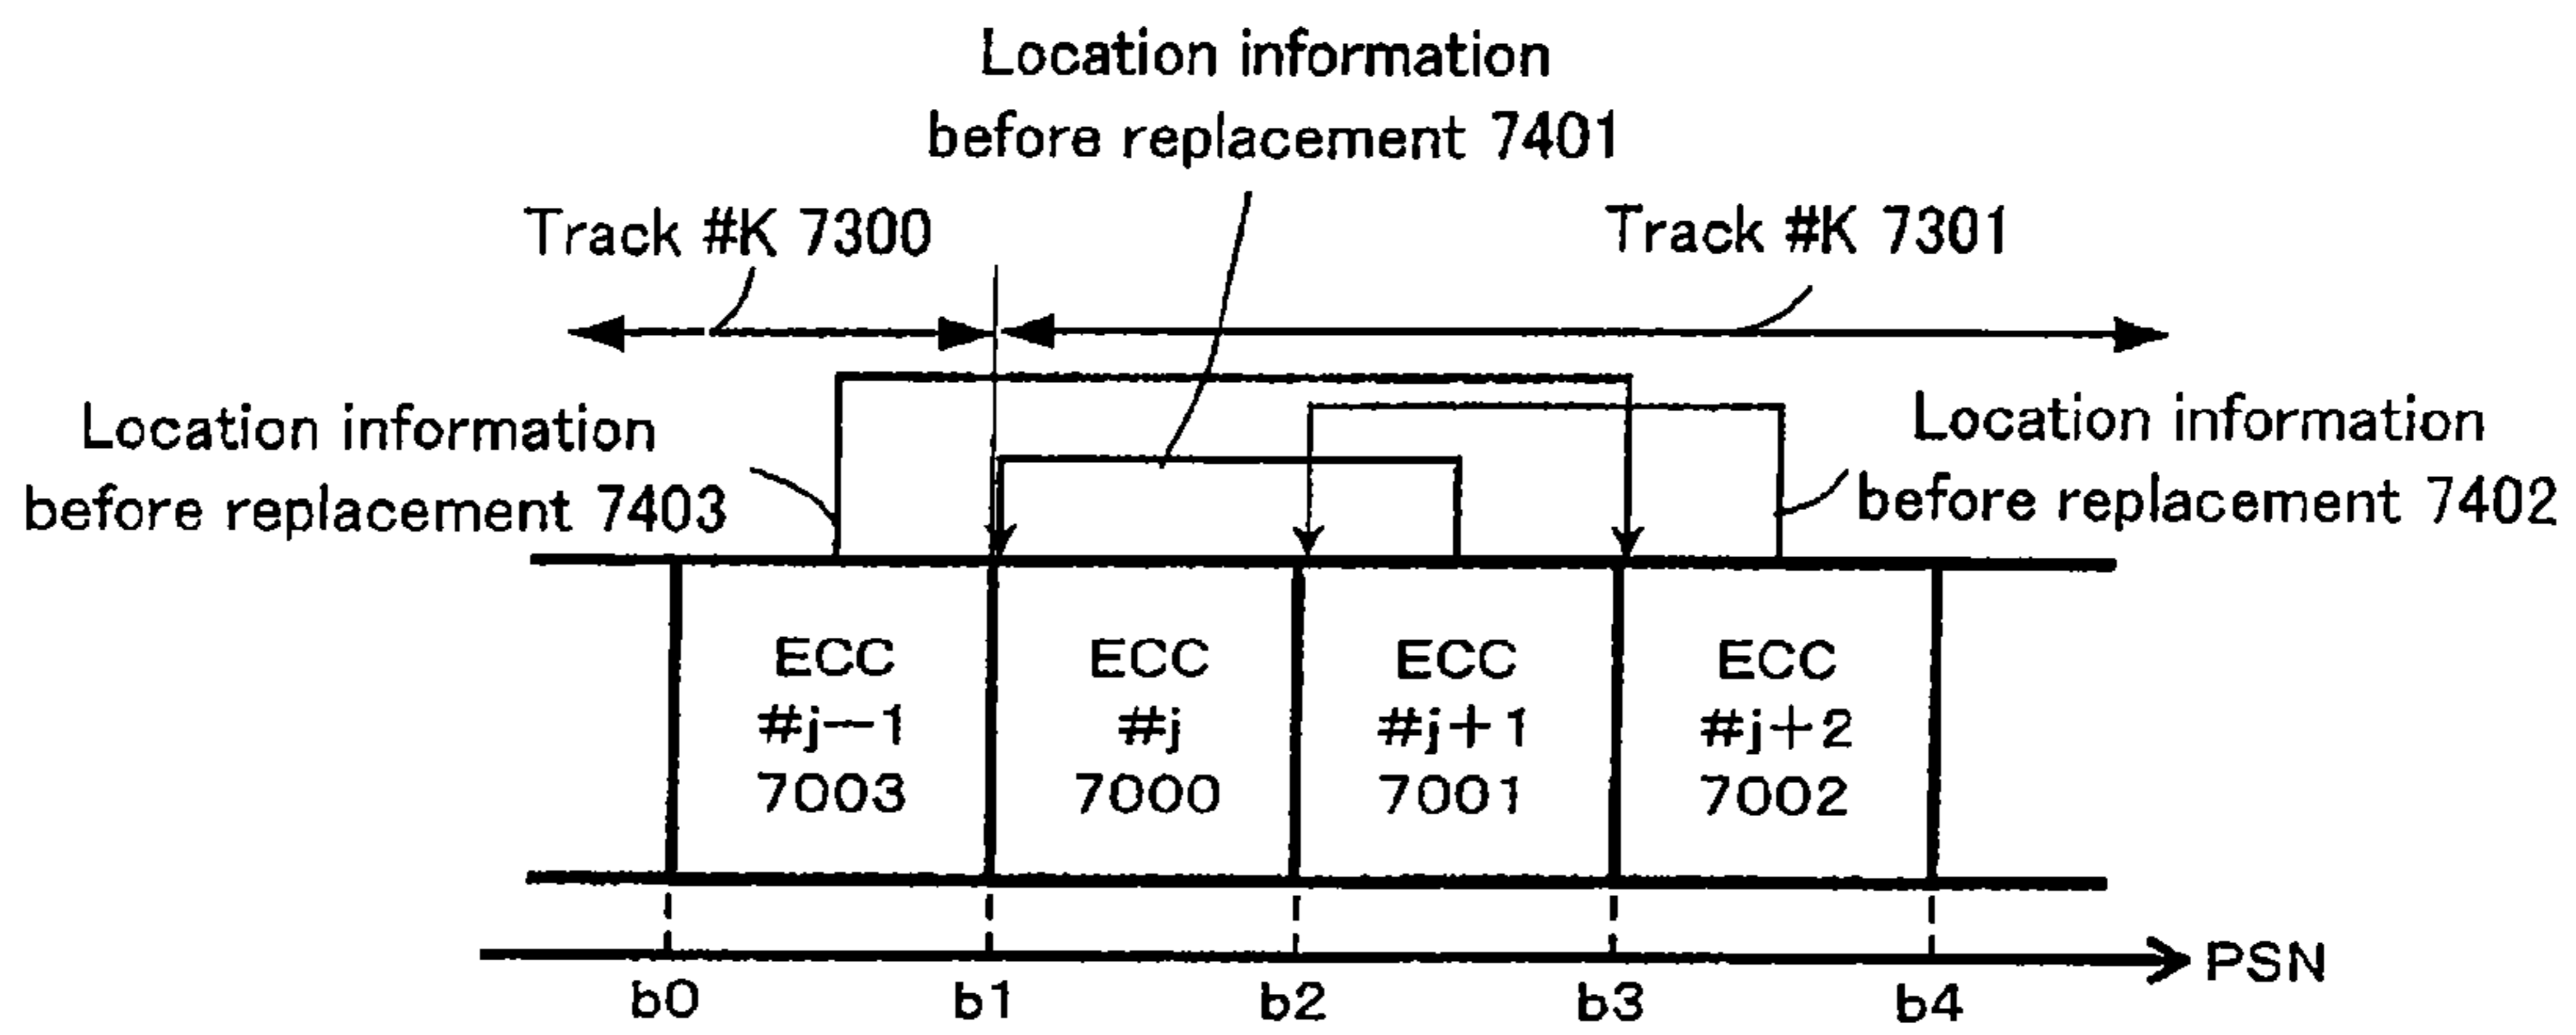 Location information
before replacement 7401
Track #K 7300
Track #K 7301
Location information
before replacement 7403
Location information
before replacement 7402
ECC
#j−1
7003
ECC
#j
7000
ECC
#j+1
7001
ECC
#j+2
7002
PSN
b0
b1
b2
b3
b4